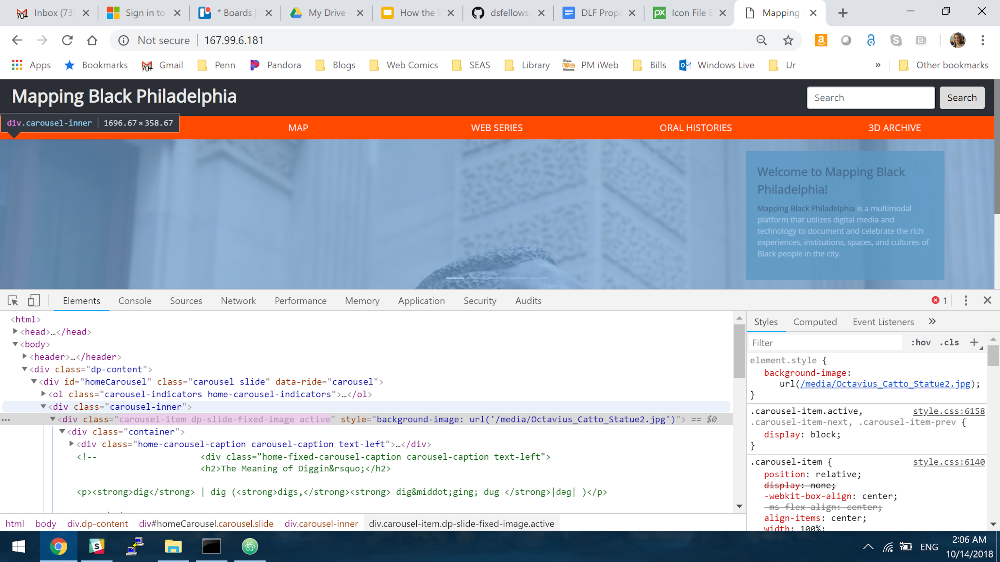 Inbox (73)
Sign in to
* Boards |
My Drive -
How the
dsfellows/
DLF Prop
Icon File E
Mapping
Not secure | 167.99.6.181
Apps
Bookmarks
Gmail
Penn
Pandora
Blogs
Web Comics
SEAS
Library
PM iWeb
Bills
Windows Live
Ur
»
Other bookmarks
Mapping Black Philadelphia
Search
Search
div.carousel-inner | 1696.67×358.67
MAP
WEB SERIES
ORAL HISTORIES
3D ARCHIVE
Welcome to Mapping Black
Philadelphia!
Mapping Black Philadelphia is a multimodal
platform that utilizes digital media and
technology to document and celebrate the rich
experiences, institutions, spaces, and cultures of
Black people in the city.
Elements
Console
Sources
Network
Performance
Memory
Application
Security
Audits
1
<html>
<head>…</head>
<body>
<header>…</header>
<div class="dp-content">
<div id="homeCarousel" class="carousel slide" data-ride="carousel">
<ol class="carousel-indicators home-carousel-indicators">…</ol>
<div class="carousel-inner">
<div class="carousel-item dp-slide-fixed-image active" style="background-image: url('/media/Octavius_Catto_Statue2.jpg')"> == $0
<div class="container">
<div class="home-carousel-caption carousel-caption text-left">…</div>
<!-- <div class="home-fixed-carousel-caption carousel-caption text-left">
<h2>The Meaning of Diggin&rsquo;</h2>
<p><strong>dig</strong> | dig (<strong>digs,</strong><strong> dig&middot;ging; dug </strong>|dəg| )</p>
html
body
div.dp-content
div#homeCarousel.carousel.slide
div.carousel-inner
div.carousel-item.dp-slide-fixed-image.active
Styles
Computed
Event Listeners
»
Filter
:hov
.cls
+
element.style {
background-image:
url(/media/Octavius_Catto_Statue2.jpg);
}
.carousel-item.active, style.css:6158
.carousel-item-next, .carousel-item-prev {
display: block;
}
.carousel-item { style.css:6140
position: relative;
display: none;
-webkit-box-align: center;
-ms-flex-align: center;
align-items: center;
width: 100%;
ENG
2:06 AM
10/14/2018